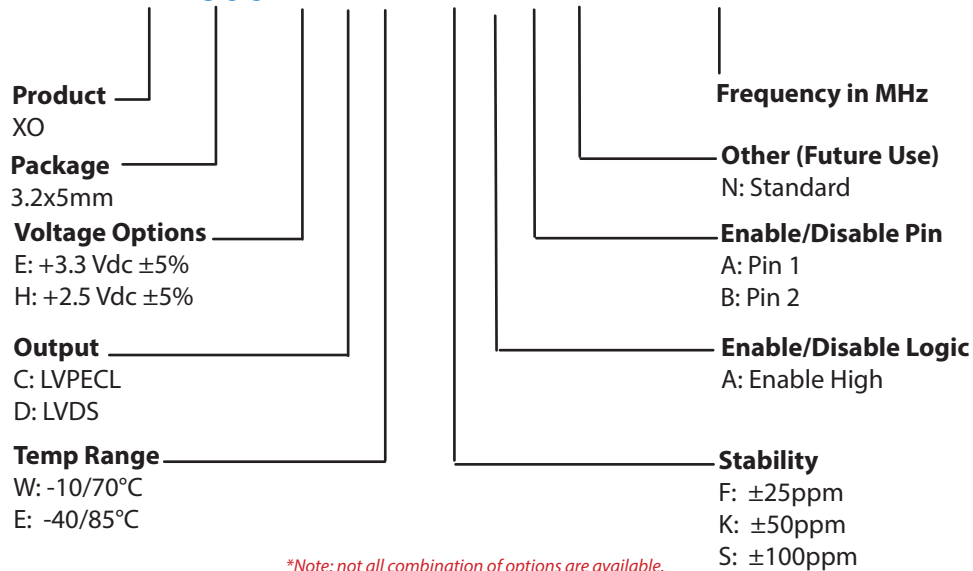 Product
XO
Package
3.2x5mm
Voltage Options
E: +3.3 Vdc ±5%
H: +2.5 Vdc ±5%
Output
C: LVPECL
D: LVDS
Temp Range
W: -10/70°C
E: -40/85°C
Frequency in MHz
Other (Future Use)
N: Standard
Enable/Disable Pin
A: Pin 1
B: Pin 2
Enable/Disable Logic
A: Enable High
Stability
F: ±25ppm
K: ±50ppm
S: ±100ppm
*Note: not all combination of options are available.